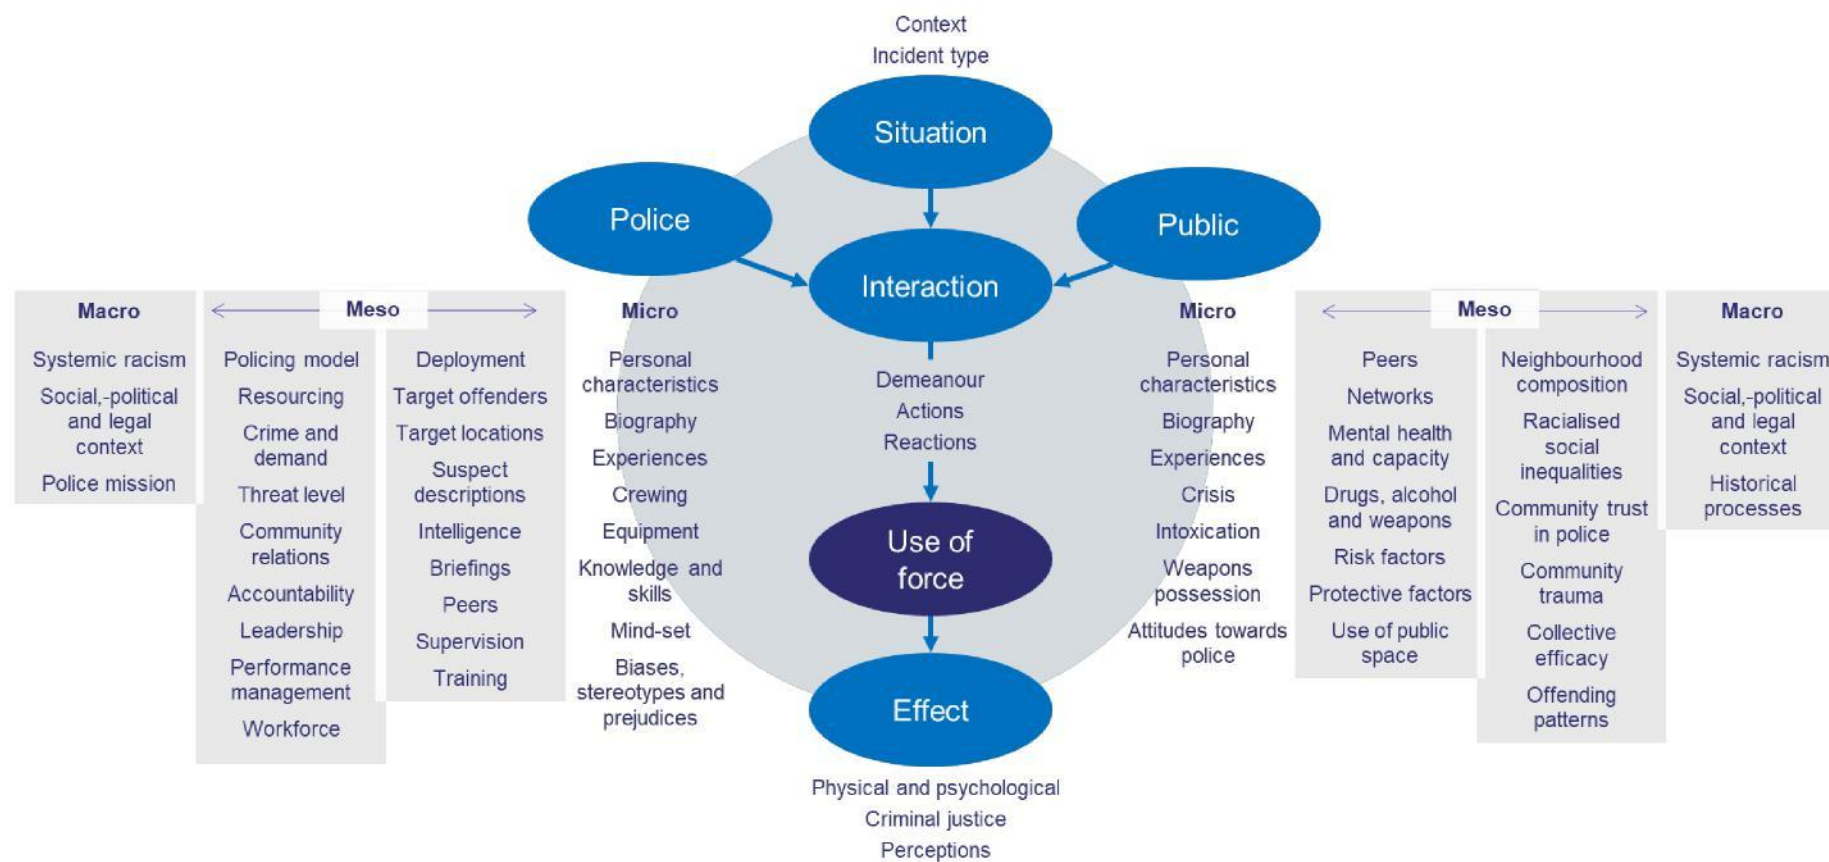 Context
Incident type
Situation
Police
Public
Interaction
Demeanour
Actions
Reactions
Use of
force
Effect
Physical and psychological
Criminal justice
Perceptions
Macro
Systemic racism
Social,-political
and legal
context
Police mission
Meso
Policing model
Resourcing
Crime and
demand
Threat level
Community
relations
Accountability
Leadership
Performance
management
Workforce
Deployment
Target offenders
Target locations
Suspect
descriptions
Intelligence
Briefings
Peers
Supervision
Training
Micro
Personal
characteristics
Biography
Experiences
Crewing
Equipment
Knowledge and
skills
Mind-set
Biases,
stereotypes and
prejudices
Micro
Personal
characteristics
Biography
Experiences
Crisis
Intoxication
Weapons
possession
Attitudes towards
police
Meso
Peers
Networks
Mental health
and capacity
Drugs, alcohol
and weapons
Risk factors
Protective factors
Use of public
space
Neighbourhood
composition
Racialised
social
inequalities
Community trust
in police
Community
trauma
Collective
efficacy
Offending
patterns
Macro
Systemic racism
Social,-political
and legal
context
Historical
processes